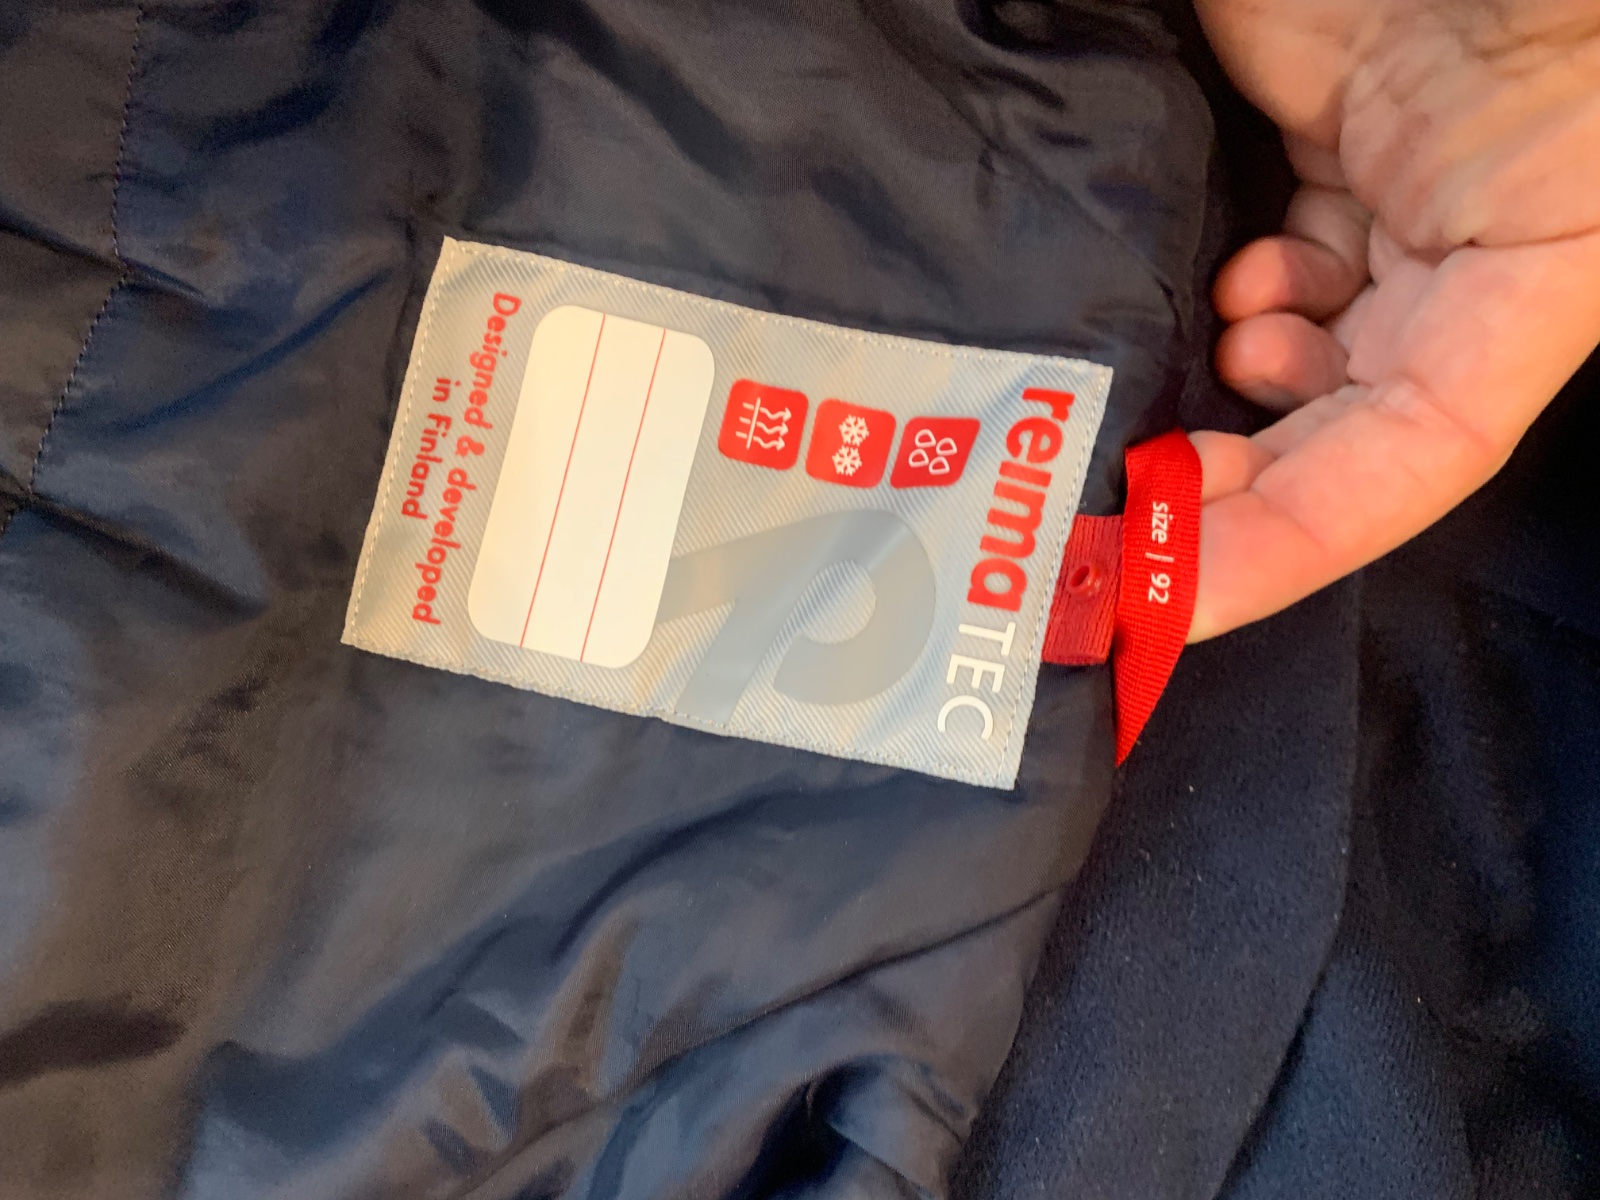 reima TEC
Designed & developed
in Finland
size | 92